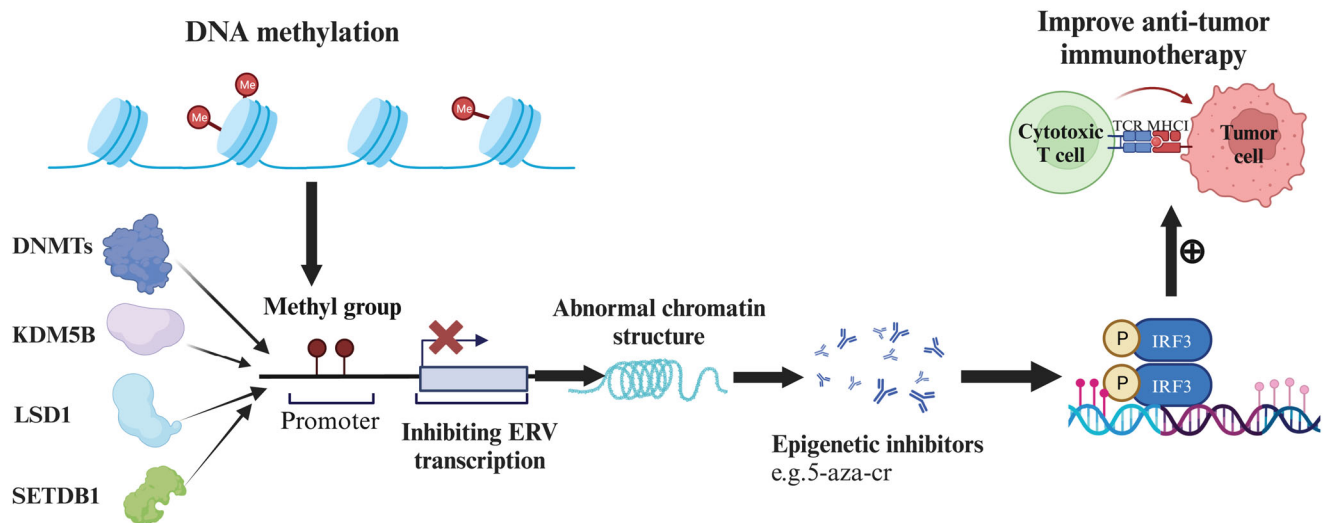 DNA methylation
Me
Me
Me
DNMTs
KDM5B
LSD1
SETDB1
Methyl group
Promoter
Inhibiting ERV
transcription
Abnormal chromatin
structure
Epigenetic inhibitors
e.g.5-aza-cr
P IRF3
P IRF3
Improve anti-tumor
immunotherapy
Cytotoxic
T cell
TCR MHCI
Tumor
cell